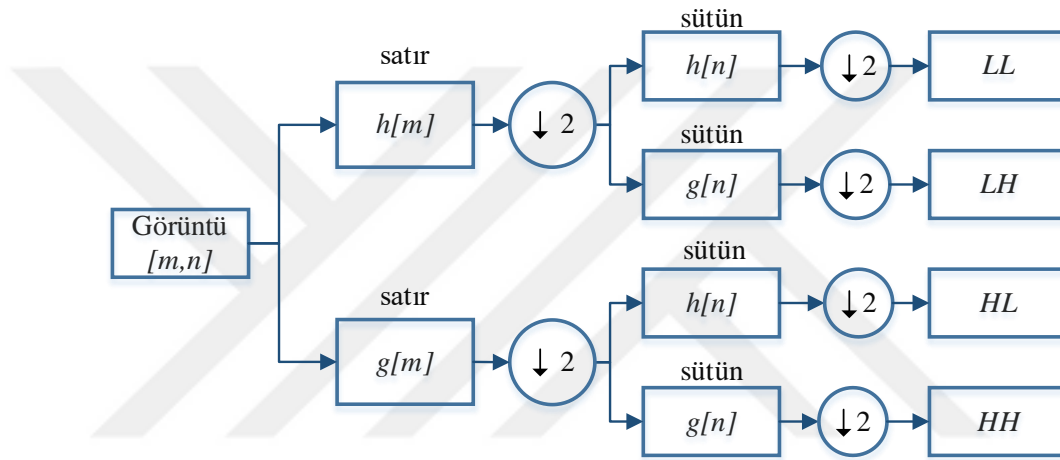 sütün
satır
h[n]
↓ 2
LL
h[m]
↓ 2
sütün
g[n]
↓ 2
LH
Görüntü
[m,n]
sütün
satır
h[n]
↓ 2
HL
g[m]
↓ 2
sütün
g[n]
↓ 2
HH